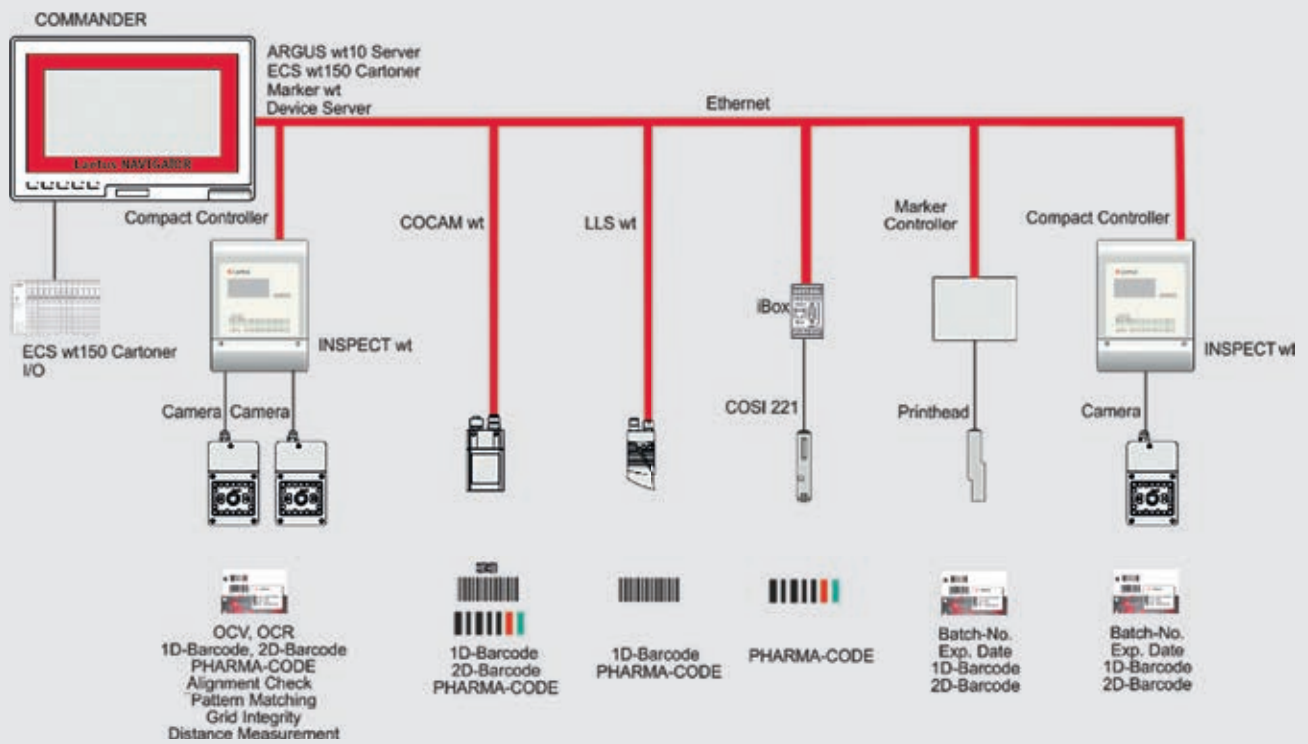 COMMANDER
ARGUS wt10 Server
ECS wt150 Cartoner
Marker wt
Device Server
Ethernet
Laetus NAVIGATOR
Compact Controller
COCAM wt
LLS wt
Marker
Controller
Compact Controller
iBox
ECS wt150 Cartoner
I/O
INSPECT wt
INSPECT wt
Camera
Camera
COSI 221
Printhead
Camera
OCV, OCR
1D-Barcode, 2D-Barcode
PHARMA-CODE
Alignment Check
Pattern Matching
Grid Integrity
Distance Measurement
1D-Barcode
2D-Barcode
PHARMA-CODE
1D-Barcode
PHARMA-CODE
PHARMA-CODE
Batch-No.
Exp. Date
1D-Barcode
2D-Barcode
Batch-No.
Exp. Date
1D-Barcode
2D-Barcode